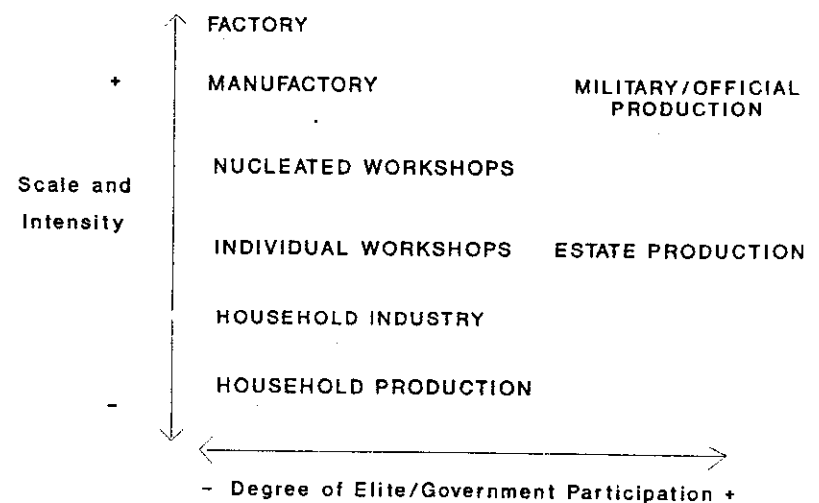 FACTORY
+ MANUFACTORY MILITARY/OFFICIAL
PRODUCTION
NUCLEATED WORKSHOPS
Scale and
Intensity
INDIVIDUAL WORKSHOPS ESTATE PRODUCTION
HOUSEHOLD INDUSTRY
HOUSEHOLD PRODUCTION
-
- Degree of Elite/Government Participation +